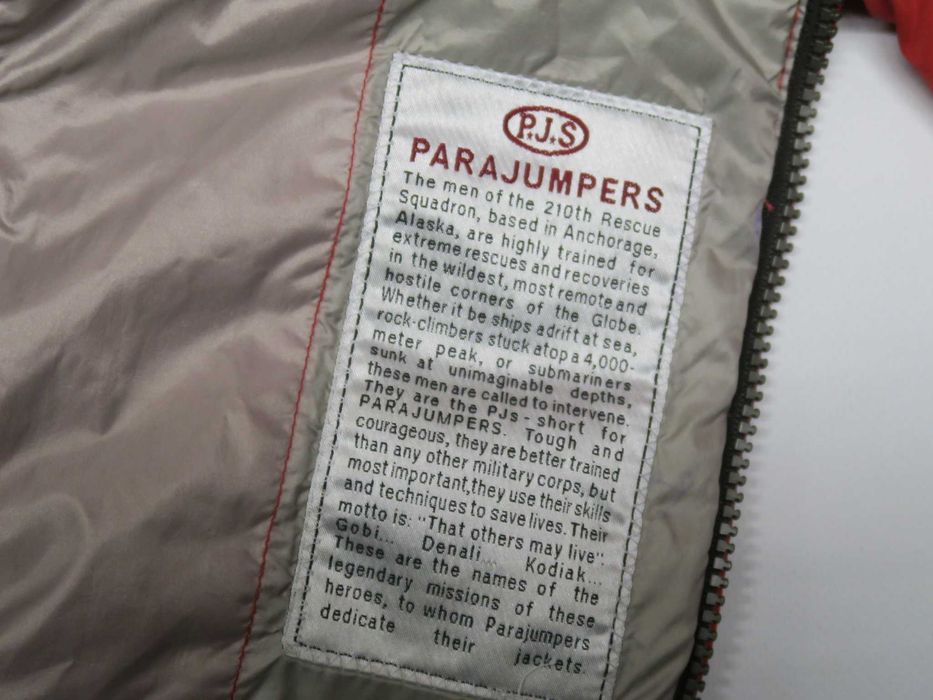 P.J.S
PARAJUMPERS
The men of the 210th Rescue
Squadron, based in Anchorage,
Alaska, are highly trained for
extreme rescues and recoveries
in the wildest, most remote and
hostile corners of the Globe.
Whether it be ships adrift at sea,
rock-climbers stuck atop a 4,000-
meter peak, or submariners
sunk at unimaginable depths,
these men are called to intervene.
They are the PJs - short for
PARAJUMPERS. Tough and
courageous, they are better trained
than any other military corps, but
most important, they use their skills
and techniques to save lives. Their
motto is: "That others may live"
Gobi... Denali... Kodiak...
These are the names of the
legendary missions of these
heroes, to whom Parajumpers
dedicate their jackets.